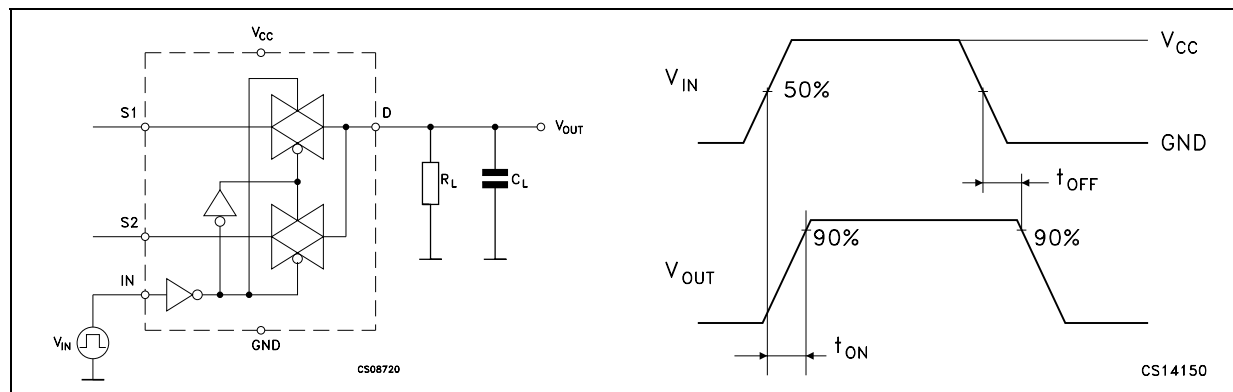 VCC
S1
D
VOUT
RL
CL
S2
IN
VIN
GND
CS08720
VIN
50%
VCC
GND
tOFF
90%
90%
VOUT
tON
CS14150